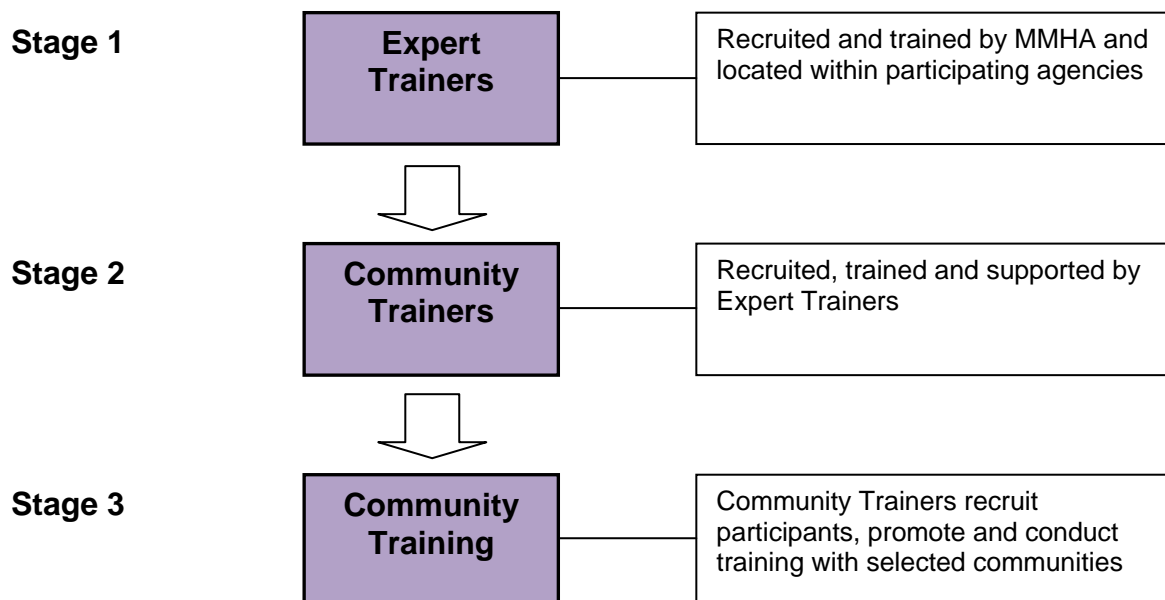 Stage 1
Expert
Trainers
Recruited and trained by MMHA and
located within participating agencies
Stage 2
Community
Trainers
Recruited, trained and supported by
Expert Trainers
Stage 3
Community
Training
Community Trainers recruit
participants, promote and conduct
training with selected communities